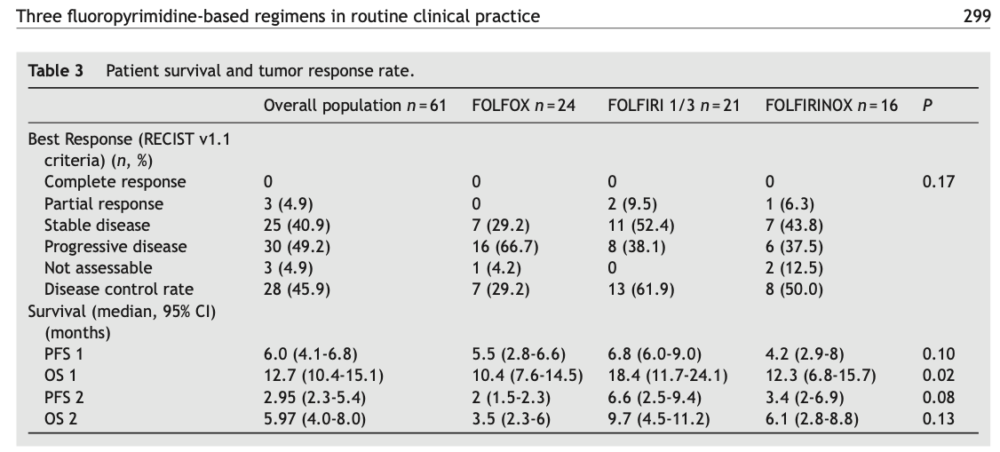 Three fluoropyrimidine-based regimens in routine clinical practice 299
Table 3 Patient survival and tumor response rate.
Overall population n = 61 FOLFOX n = 24 FOLFIRI 1/3 n = 21 FOLFIRINOX n = 16 P
Best Response (RECIST v1.1
criteria) (n, %)
Complete response 0 0 0 0 0.17
Partial response 3 (4.9) 0 2 (9.5) 1 (6.3)
Stable disease 25 (40.9) 7 (29.2) 11 (52.4) 7 (43.8)
Progressive disease 30 (49.2) 16 (66.7) 8 (38.1) 6 (37.5)
Not assessable 3 (4.9) 1 (4.2) 0 2 (12.5)
Disease control rate 28 (45.9) 7 (29.2) 13 (61.9) 8 (50.0)
Survival (median, 95% CI)
(months)
PFS 1 6.0 (4.1-6.8) 5.5 (2.8-6.6) 6.8 (6.0-9.0) 4.2 (2.9-8) 0.10
OS 1 12.7 (10.4-15.1) 10.4 (7.6-14.5) 18.4 (11.7-24.1) 12.3 (6.8-15.7) 0.02
PFS 2 2.95 (2.3-5.4) 2 (1.5-2.3) 6.6 (2.5-9.4) 3.4 (2-6.9) 0.08
OS 2 5.97 (4.0-8.0) 3.5 (2.3-6) 9.7 (4.5-11.2) 6.1 (2.8-8.8) 0.13